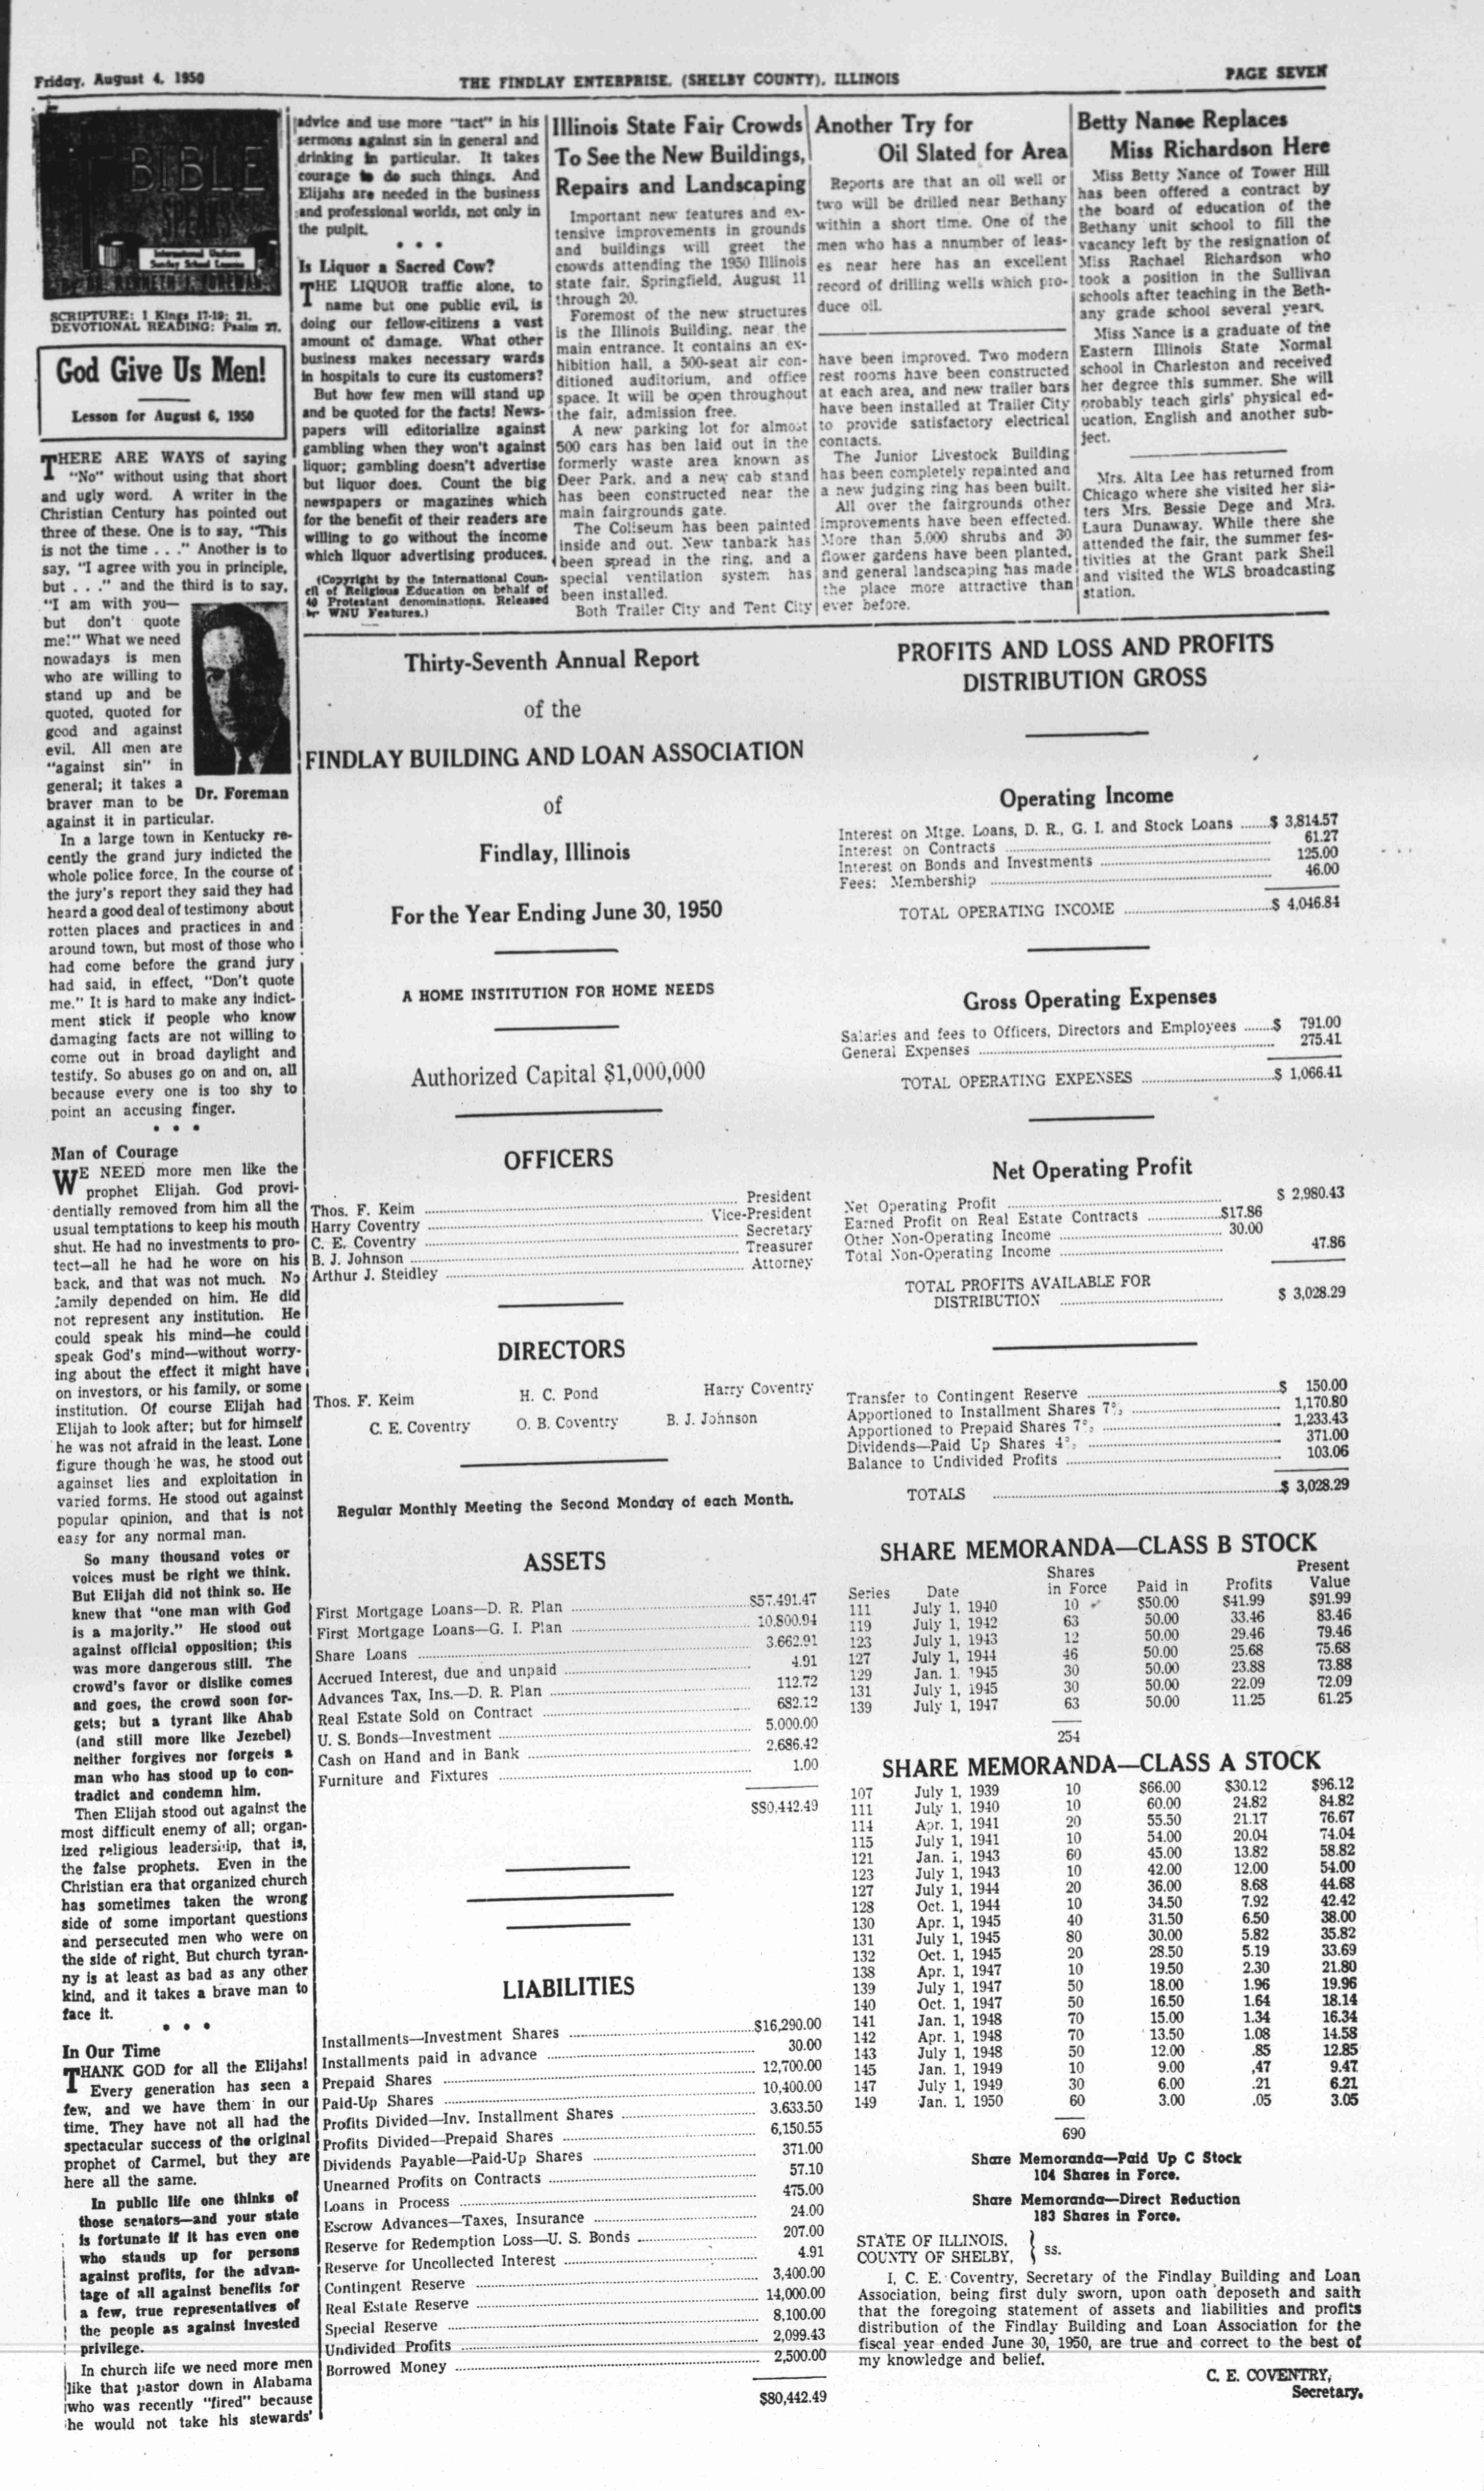 Friday, August 4, 1950
THE FINDLAY ENTERPRISE, (SHELBY COUNTY), ILLINOIS
PAGE SEVEN
BIBLE
SPEAKS
International Uniform
Sunday School Lessons
BY DR. KENNETH J. FOREMAN
SCRIPTURE: I Kings 17-19; 21.
DEVOTIONAL READING: Psalm 27.
God Give Us Men!
Lesson for August 6, 1950
THERE ARE WAYS of saying
"No" without using that short
and ugly word. A writer in the
Christian Century has pointed out
three of these. One is to say, "This
is not the time . . ." Another is to
say, "I agree with you in principle,
but . . ." and the third is to say,
"I am with you—
but don't quote
me!" What we need
nowadays is men
who are willing to
stand up and be
quoted, quoted for
good and against
evil. All men are
"against sin" in
general; it takes a
braver man to be
against it in particular.
Dr. Foreman
In a large town in Kentucky re-
cently the grand jury indicted the
whole police force. In the course of
the jury's report they said they had
heard a good deal of testimony about
rotten places and practices in and
around town, but most of those who
had come before the grand jury
had said, in effect, "Don't quote
me." It is hard to make any indict-
ment stick if people who know
damaging facts are not willing to
come out in broad daylight and
testify. So abuses go on and on, all
because every one is too shy to
point an accusing finger.
• • •
Man of Courage
WE NEED more men like the
prophet Elijah. God provi-
dentially removed from him all the
usual temptations to keep his mouth
shut. He had no investments to pro-
tect—all he had he wore on his
back, and that was not much. No
family depended on him. He did
not represent any institution. He
could speak his mind—he could
speak God's mind—without worry-
ing about the effect it might have
on investors, or his family, or some
institution. Of course Elijah had
Elijah to look after; but for himself
he was not afraid in the least. Lone
figure though he was, he stood out
againset lies and exploitation in
varied forms. He stood out against
popular opinion, and that is not
easy for any normal man.
So many thousand votes or
voices must be right we think.
But Elijah did not think so. He
knew that "one man with God
is a majority." He stood out
against official opposition; this
was more dangerous still. The
crowd's favor or dislike comes
and goes, the crowd soon for-
gets; but a tyrant like Ahab
(and still more like Jezebel)
neither forgives nor forgets a
man who has stood up to con-
tradict and condemn him.
Then Elijah stood out against the
most difficult enemy of all; organ-
ized religious leadership, that is,
the false prophets. Even in the
Christian era that organized church
has sometimes taken the wrong
side of some important questions
and persecuted men who were on
the side of right. But church tyran-
ny is at least as bad as any other
kind, and it takes a brave man to
face it.
• • •
In Our Time
THANK GOD for all the Elijahs!
Every generation has seen a
few, and we have them in our
time. They have not all had the
spectacular success of the original
prophet of Carmel, but they are
here all the same.
In public life one thinks of
those senators—and your state
is fortunate if it has even one
who stands up for persons
against profits, for the advan-
tage of all against benefits for
a few, true representatives of
the people as against invested
privilege.
In church life we need more men
like that pastor down in Alabama
who was recently "fired" because
he would not take his stewards'
advice and use more "tact" in his
sermons against sin in general and
drinking in particular. It takes
courage to do such things. And
Elijahs are needed in the business
and professional worlds, not only in
the pulpit.
• • •
Is Liquor a Sacred Cow?
THE LIQUOR traffic alone, to
name but one public evil, is
doing our fellow-citizens a vast
amount of damage. What other
business makes necessary wards
in hospitals to cure its customers?
But how few men will stand up
and be quoted for the facts! News-
papers will editorialize against
gambling when they won't against
liquor; gambling doesn't advertise
but liquor does. Count the big
newspapers or magazines which
for the benefit of their readers are
willing to go without the income
which liquor advertising produces.
(Copyright by the International Coun-
cil of Religious Education on behalf of
40 Protestant denominations. Released
by WNU Features.)
Illinois State Fair Crowds
To See the New Buildings,
Repairs and Landscaping
Important new features and ex-
tensive improvements in grounds
and buildings will greet the
csowds attending the 1950 Illinois
state fair, Springfield, August 11
through 20.
Foremost of the new structures
is the Illinois Building, near the
main entrance. It contains an ex-
hibition hall, a 500-seat air con-
ditioned auditorium, and office
space. It will be open throughout
the fair, admission free.
A new parking lot for almost
500 cars has ben laid out in the
formerly waste area known as
Deer Park, and a new cab stand
has been constructed near the
main fairgrounds gate.
The Coliseum has been painted
inside and out. New tanbark has
been spread in the ring, and a
special ventilation system has
been installed.
Both Trailer City and Tent City
have been improved. Two modern
rest rooms have been constructed
at each area, and new trailer bars
have been installed at Trailer City
to provide satisfactory electrical
contacts.
The Junior Livestock Building
has been completely repainted and
a new judging ring has been built.
All over the fairgrounds other
improvements have been effected.
More than 5,000 shrubs and 30
flower gardens have been planted,
and general landscaping has made
the place more attractive than
ever before.
Another Try for
Oil Slated for Area
Reports are that an oil well or
two will be drilled near Bethany
within a short time. One of the
men who has a nnumber of leas-
es near here has an excellent
record of drilling wells which pro-
duce oil.
Betty Nance Replaces
Miss Richardson Here
Miss Betty Nance of Tower Hill
has been offered a contract by
the board of education of the
Bethany unit school to fill the
vacancy left by the resignation of
Miss Rachael Richardson who
took a position in the Sullivan
schools after teaching in the Beth-
any grade school several years.
Miss Nance is a graduate of the
Eastern Illinois State Normal
school in Charleston and received
her degree this summer. She will
probably teach girls' physical ed-
ucation, English and another sub-
ject.
Mrs. Alta Lee has returned from
Chicago where she visited her sis-
ters Mrs. Bessie Dege and Mrs.
Laura Dunaway. While there she
attended the fair, the summer fes-
tivities at the Grant park Shell
and visited the WLS broadcasting
station.
Thirty-Seventh Annual Report
of the
FINDLAY BUILDING AND LOAN ASSOCIATION
of
Findlay, Illinois
For the Year Ending June 30, 1950
A HOME INSTITUTION FOR HOME NEEDS
Authorized Capital $1,000,000
OFFICERS
Thos. F. Keim ........ President
Harry Coventry ........ Vice-President
C. E. Coventry ........ Secretary
B. J. Johnson ........ Treasurer
Arthur J. Steidley ........ Attorney
DIRECTORS
Thos. F. Keim H. C. Pond Harry Coventry
C. E. Coventry O. B. Coventry B. J. Johnson
Regular Monthly Meeting the Second Monday of each Month.
ASSETS
First Mortgage Loans—D. R. Plan ........ $57,491.47
First Mortgage Loans—G. I. Plan ........ 10,800.94
Share Loans ........ 3,662.91
Accrued Interest, due and unpaid ........ 4.91
Advances Tax, Ins.—D. R. Plan ........ 112.72
Real Estate Sold on Contract ........ 682.12
U. S. Bonds—Investment ........ 5,000.00
Cash on Hand and in Bank ........ 2,686.42
Furniture and Fixtures ........ 1.00
$80,442.49
LIABILITIES
Installments—Investment Shares ........ $16,290.00
Installments paid in advance ........ 30.00
Prepaid Shares ........ 12,700.00
Paid-Up Shares ........ 10,400.00
Profits Divided—Inv. Installment Shares ........ 3,633.50
Profits Divided—Prepaid Shares ........ 6,150.55
Dividends Payable—Paid-Up Shares ........ 371.00
Unearned Profits on Contracts ........ 57.10
Loans in Process ........ 475.00
Escrow Advances—Taxes, Insurance ........ 24.00
Reserve for Redemption Loss—U. S. Bonds ........ 207.00
Reserve for Uncollected Interest ........ 4.91
Contingent Reserve ........ 3,400.00
Real Estate Reserve ........ 14,000.00
Special Reserve ........ 8,100.00
Undivided Profits ........ 2,099.43
Borrowed Money ........ 2,500.00
$80,442.49
PROFITS AND LOSS AND PROFITS
DISTRIBUTION GROSS
Operating Income
Interest on Mtge. Loans, D. R., G. I. and Stock Loans ........ $ 3,814.57
Interest on Contracts ........ 61.27
Interest on Bonds and Investments ........ 125.00
Fees: Membership ........ 46.00
TOTAL OPERATING INCOME ........ $ 4,046.84
Gross Operating Expenses
Salaries and fees to Officers, Directors and Employees ........ $ 791.00
General Expenses ........ 275.41
TOTAL OPERATING EXPENSES ........ $ 1,066.41
Net Operating Profit
Net Operating Profit ........ $ 2,980.43
Earned Profit on Real Estate Contracts ........ $17.86
Other Non-Operating Income ........ 30.00
Total Non-Operating Income ........ 47.86
TOTAL PROFITS AVAILABLE FOR
DISTRIBUTION ........ $ 3,028.29
Transfer to Contingent Reserve ........ $ 150.00
Apportioned to Installment Shares 7% ........ 1,170.80
Apportioned to Prepaid Shares 7% ........ 1,233.43
Dividends—Paid Up Shares 4% ........ 371.00
Balance to Undivided Profits ........ 103.06
TOTALS ........ $ 3,028.29
SHARE MEMORANDA—CLASS B STOCK
Series Date Shares in Force Paid in Profits Present Value
111 July 1, 1940 10 $50.00 $41.99 $91.99
119 July 1, 1942 63 50.00 33.46 83.46
123 July 1, 1943 12 50.00 29.46 79.46
127 July 1, 1944 46 50.00 25.68 75.68
129 Jan. 1, 1945 30 50.00 23.88 73.88
131 July 1, 1945 30 50.00 22.09 72.09
139 July 1, 1947 63 50.00 11.25 61.25
254
SHARE MEMORANDA—CLASS A STOCK
107 July 1, 1939 10 $66.00 $30.12 $96.12
111 July 1, 1940 10 60.00 24.82 84.82
114 Apr. 1, 1941 20 55.50 21.17 76.67
115 July 1, 1941 10 54.00 20.04 74.04
121 Jan. 1, 1943 60 45.00 13.82 58.82
123 July 1, 1943 10 42.00 12.00 54.00
127 July 1, 1944 20 36.00 8.68 44.68
128 Oct. 1, 1944 10 34.50 7.92 42.42
130 Apr. 1, 1945 40 31.50 6.50 38.00
131 July 1, 1945 80 30.00 5.82 35.82
132 Oct. 1, 1945 20 28.50 5.19 33.69
138 Apr. 1, 1947 10 19.50 2.30 21.80
139 July 1, 1947 50 18.00 1.96 19.96
140 Oct. 1, 1947 50 16.50 1.64 18.14
141 Jan. 1, 1948 70 15.00 1.34 16.34
142 Apr. 1, 1948 70 13.50 1.08 14.58
143 July 1, 1948 50 12.00 .85 12.85
145 Jan. 1, 1949 10 9.00 .47 9.47
147 July 1, 1949 30 6.00 .21 6.21
149 Jan. 1, 1950 60 3.00 .05 3.05
690
Share Memoranda—Paid Up C Stock
104 Shares in Force.
Share Memoranda—Direct Reduction
183 Shares in Force.
STATE OF ILLINOIS,
COUNTY OF SHELBY, } ss.
I, C. E. Coventry, Secretary of the Findlay Building and Loan
Association, being first duly sworn, upon oath deposeth and saith
that the foregoing statement of assets and liabilities and profits
distribution of the Findlay Building and Loan Association for the
fiscal year ended June 30, 1950, are true and correct to the best of
my knowledge and belief.
C. E. COVENTRY,
Secretary.